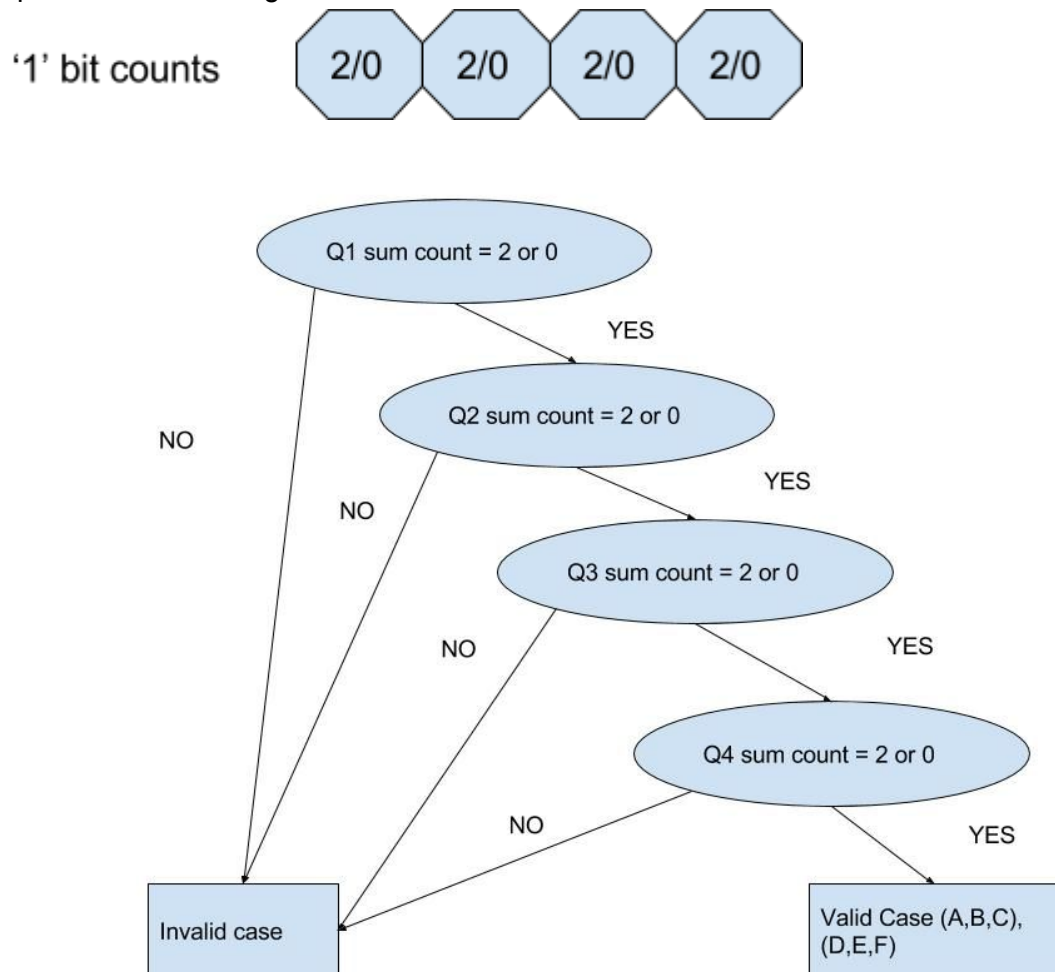 ‘1’ bit counts
2/0 2/0 2/0 2/0
Q1 sum count = 2 or 0
YES
Q2 sum count = 2 or 0
NO
YES
NO
Q3 sum count = 2 or 0
YES
NO
Q4 sum count = 2 or 0
NO
YES
Invalid case
Valid Case (A,B,C),
(D,E,F)